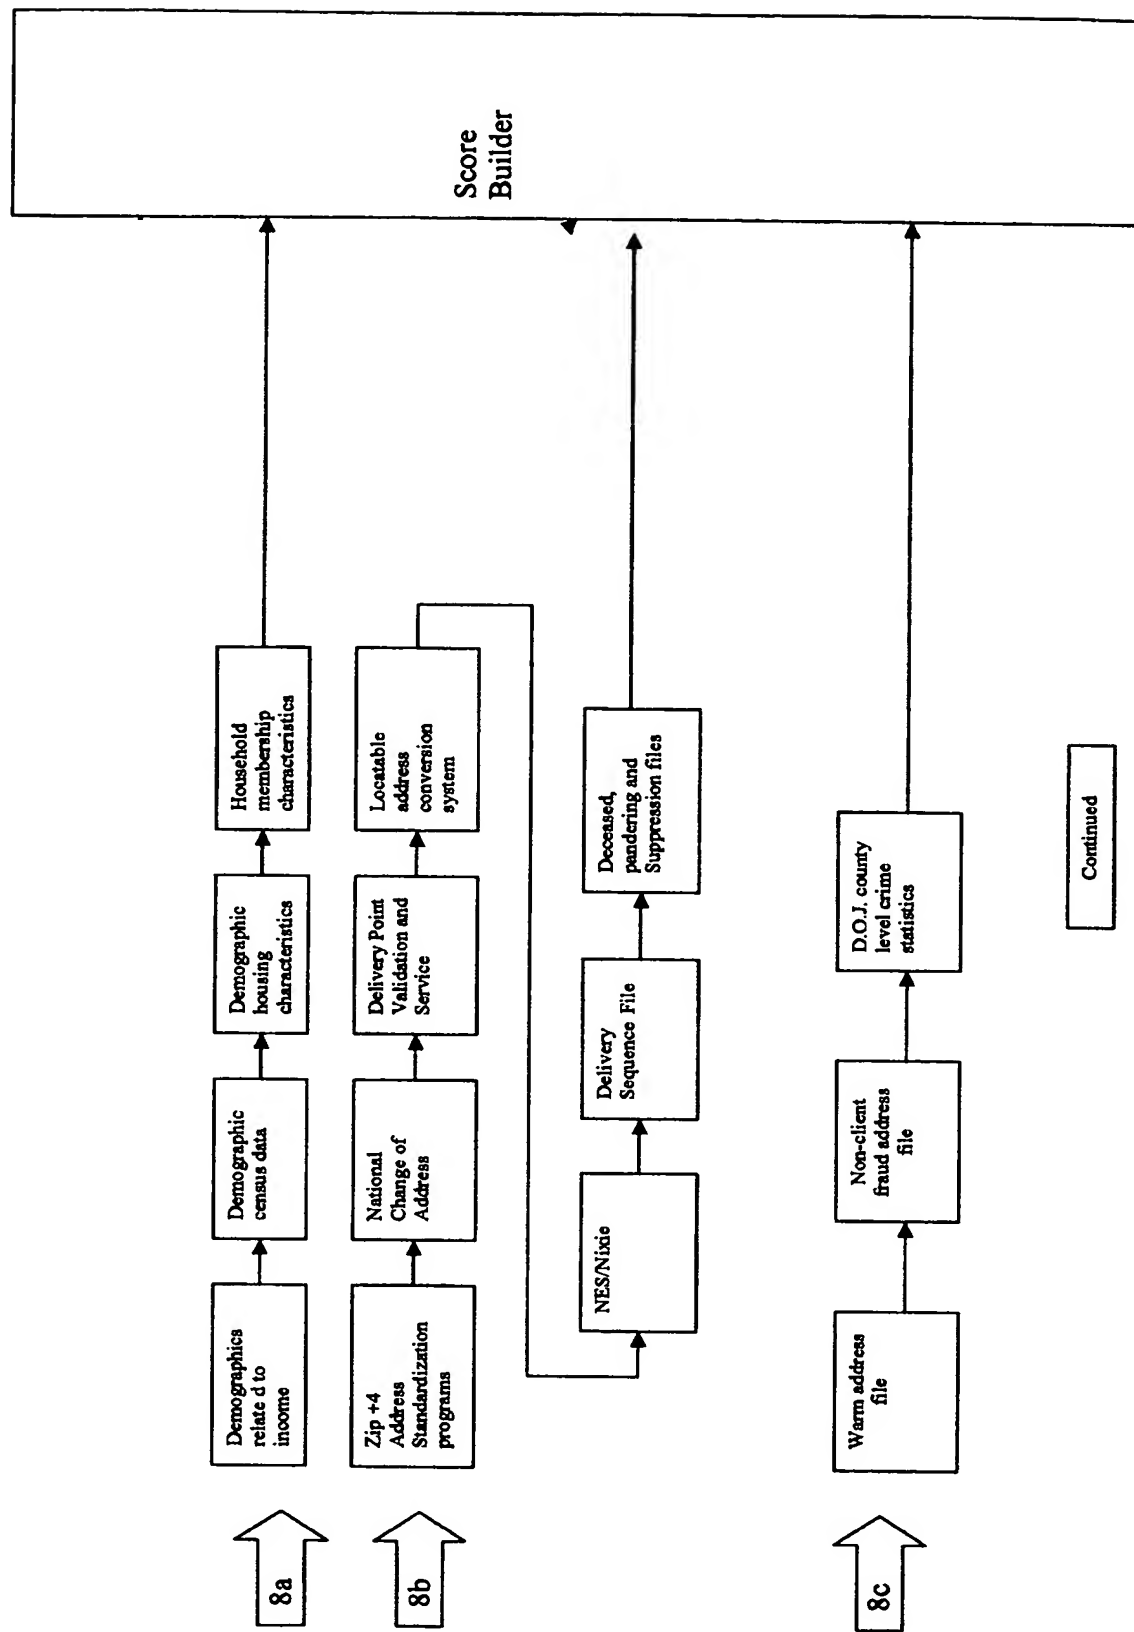 8a
Demographics
relate d to
income
Demographic
census data
Demographic
housing
characteristics
Household
membership
characteristics
8b
Zip +4
Address
Standardization
programs
National
Change of
Address
Delivery Point
Validation and
Service
Locatable
address
conversion
system
NES/Nixie
Delivery
Sequence File
Deceased,
pandering and
Suppression files
8c
Warm address
file
Non-client
fraud address
file
D.O.J. county
level crime
statistics
Score
Builder
Continued